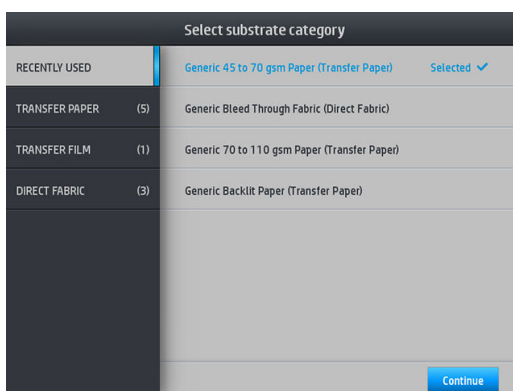 Select substrate category
RECENTLY USED
TRANSFER PAPER (5)
TRANSFER FILM (1)
DIRECT FABRIC (3)
Generic 45 to 70 gsm Paper (Transfer Paper) Selected ✓
Generic Bleed Through Fabric (Direct Fabric)
Generic 70 to 110 gsm Paper (Transfer Paper)
Generic Backlit Paper (Transfer Paper)
Continue